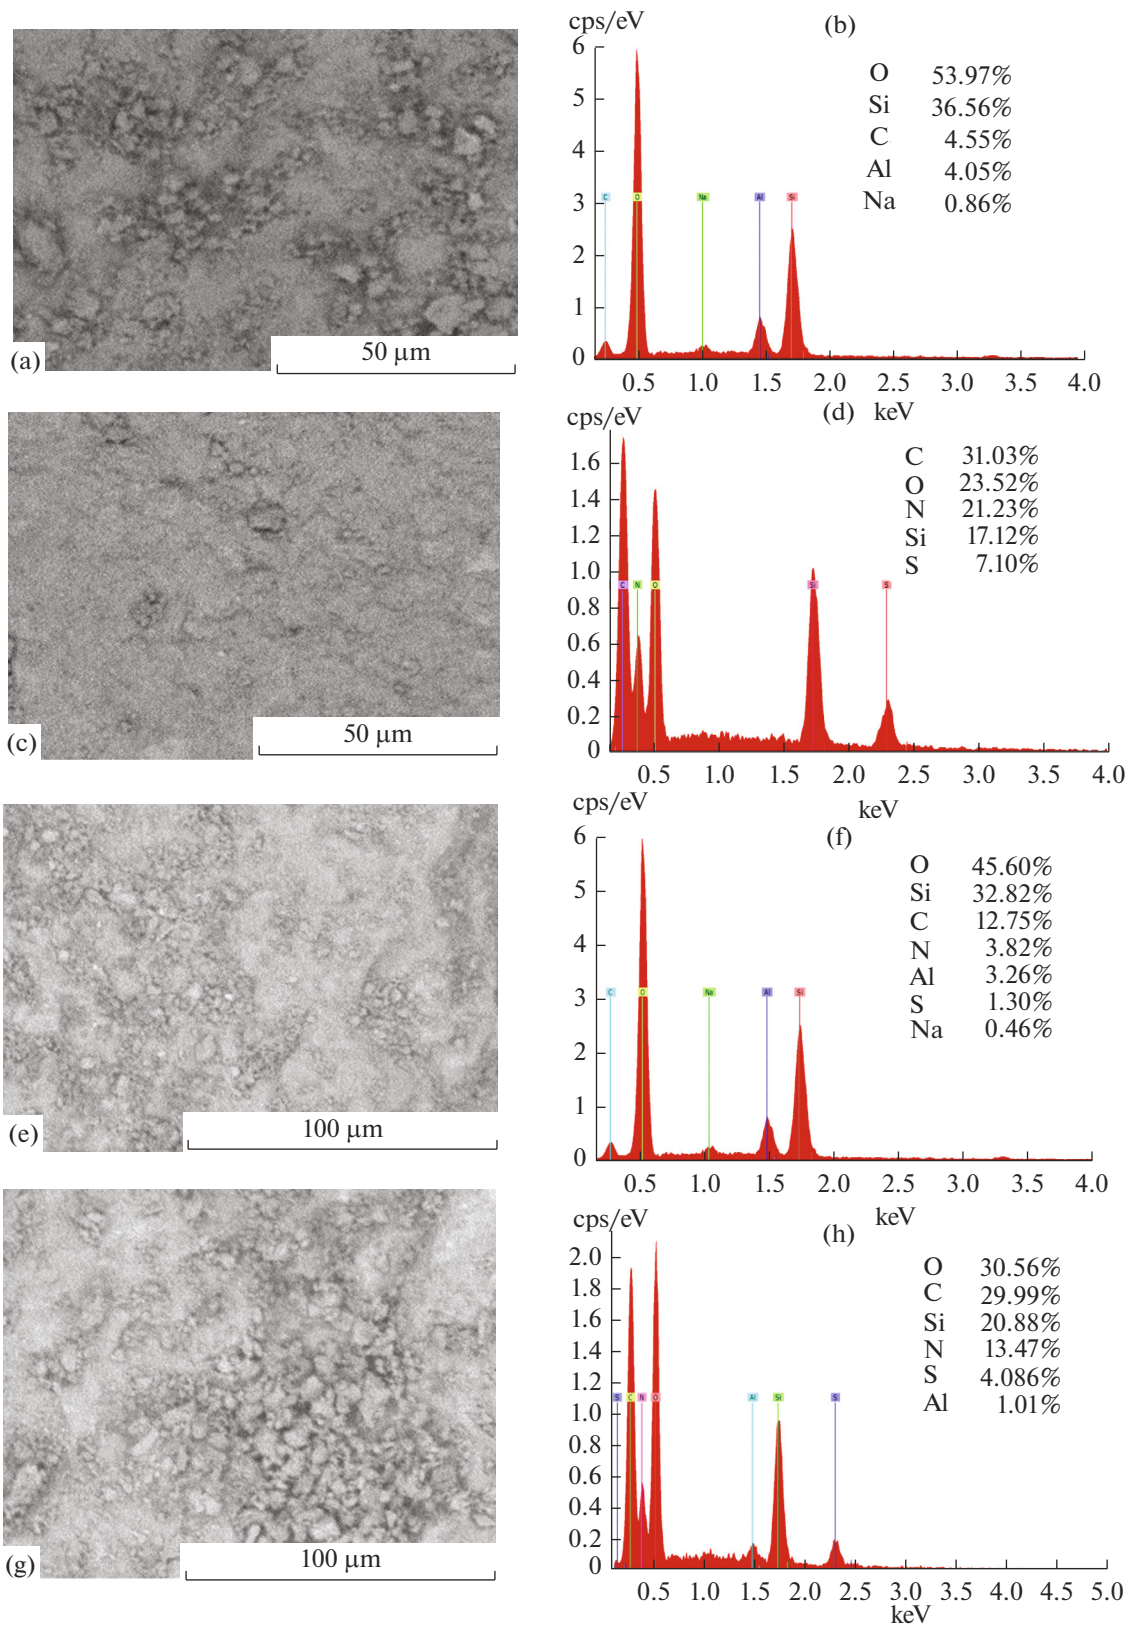 (a)
50 μm
cps/eV
(b)
O 53.97%
Si 36.56%
C 4.55%
Al 4.05%
Na 0.86%
6
5
4
3
2
1
0
C O Na Al Si
0.5 1.0 1.5 2.0 2.5 3.0 3.5 4.0
keV
(c)
50 μm
cps/eV
(d)
C 31.03%
O 23.52%
N 21.23%
Si 17.12%
S 7.10%
1.6
1.4
1.2
1.0
0.8
0.6
0.4
0.2
0
C N O Si S
0.5 1.0 1.5 2.0 2.5 3.0 3.5 4.0
keV
(e)
100 μm
cps/eV
(f)
O 45.60%
Si 32.82%
C 12.75%
N 3.82%
Al 3.26%
S 1.30%
Na 0.46%
6
5
4
3
2
1
0
C O Na Al Si
0.5 1.0 1.5 2.0 2.5 3.0 3.5 4.0
keV
(g)
100 μm
cps/eV
(h)
O 30.56%
C 29.99%
Si 20.88%
N 13.47%
S 4.086%
Al 1.01%
2.0
1.8
1.6
1.4
1.2
1.0
0.8
0.6
0.4
0.2
0
S C N O Al Si S
0.5 1.0 1.5 2.0 2.5 3.0 3.5 4.0 4.5 5.0
keV